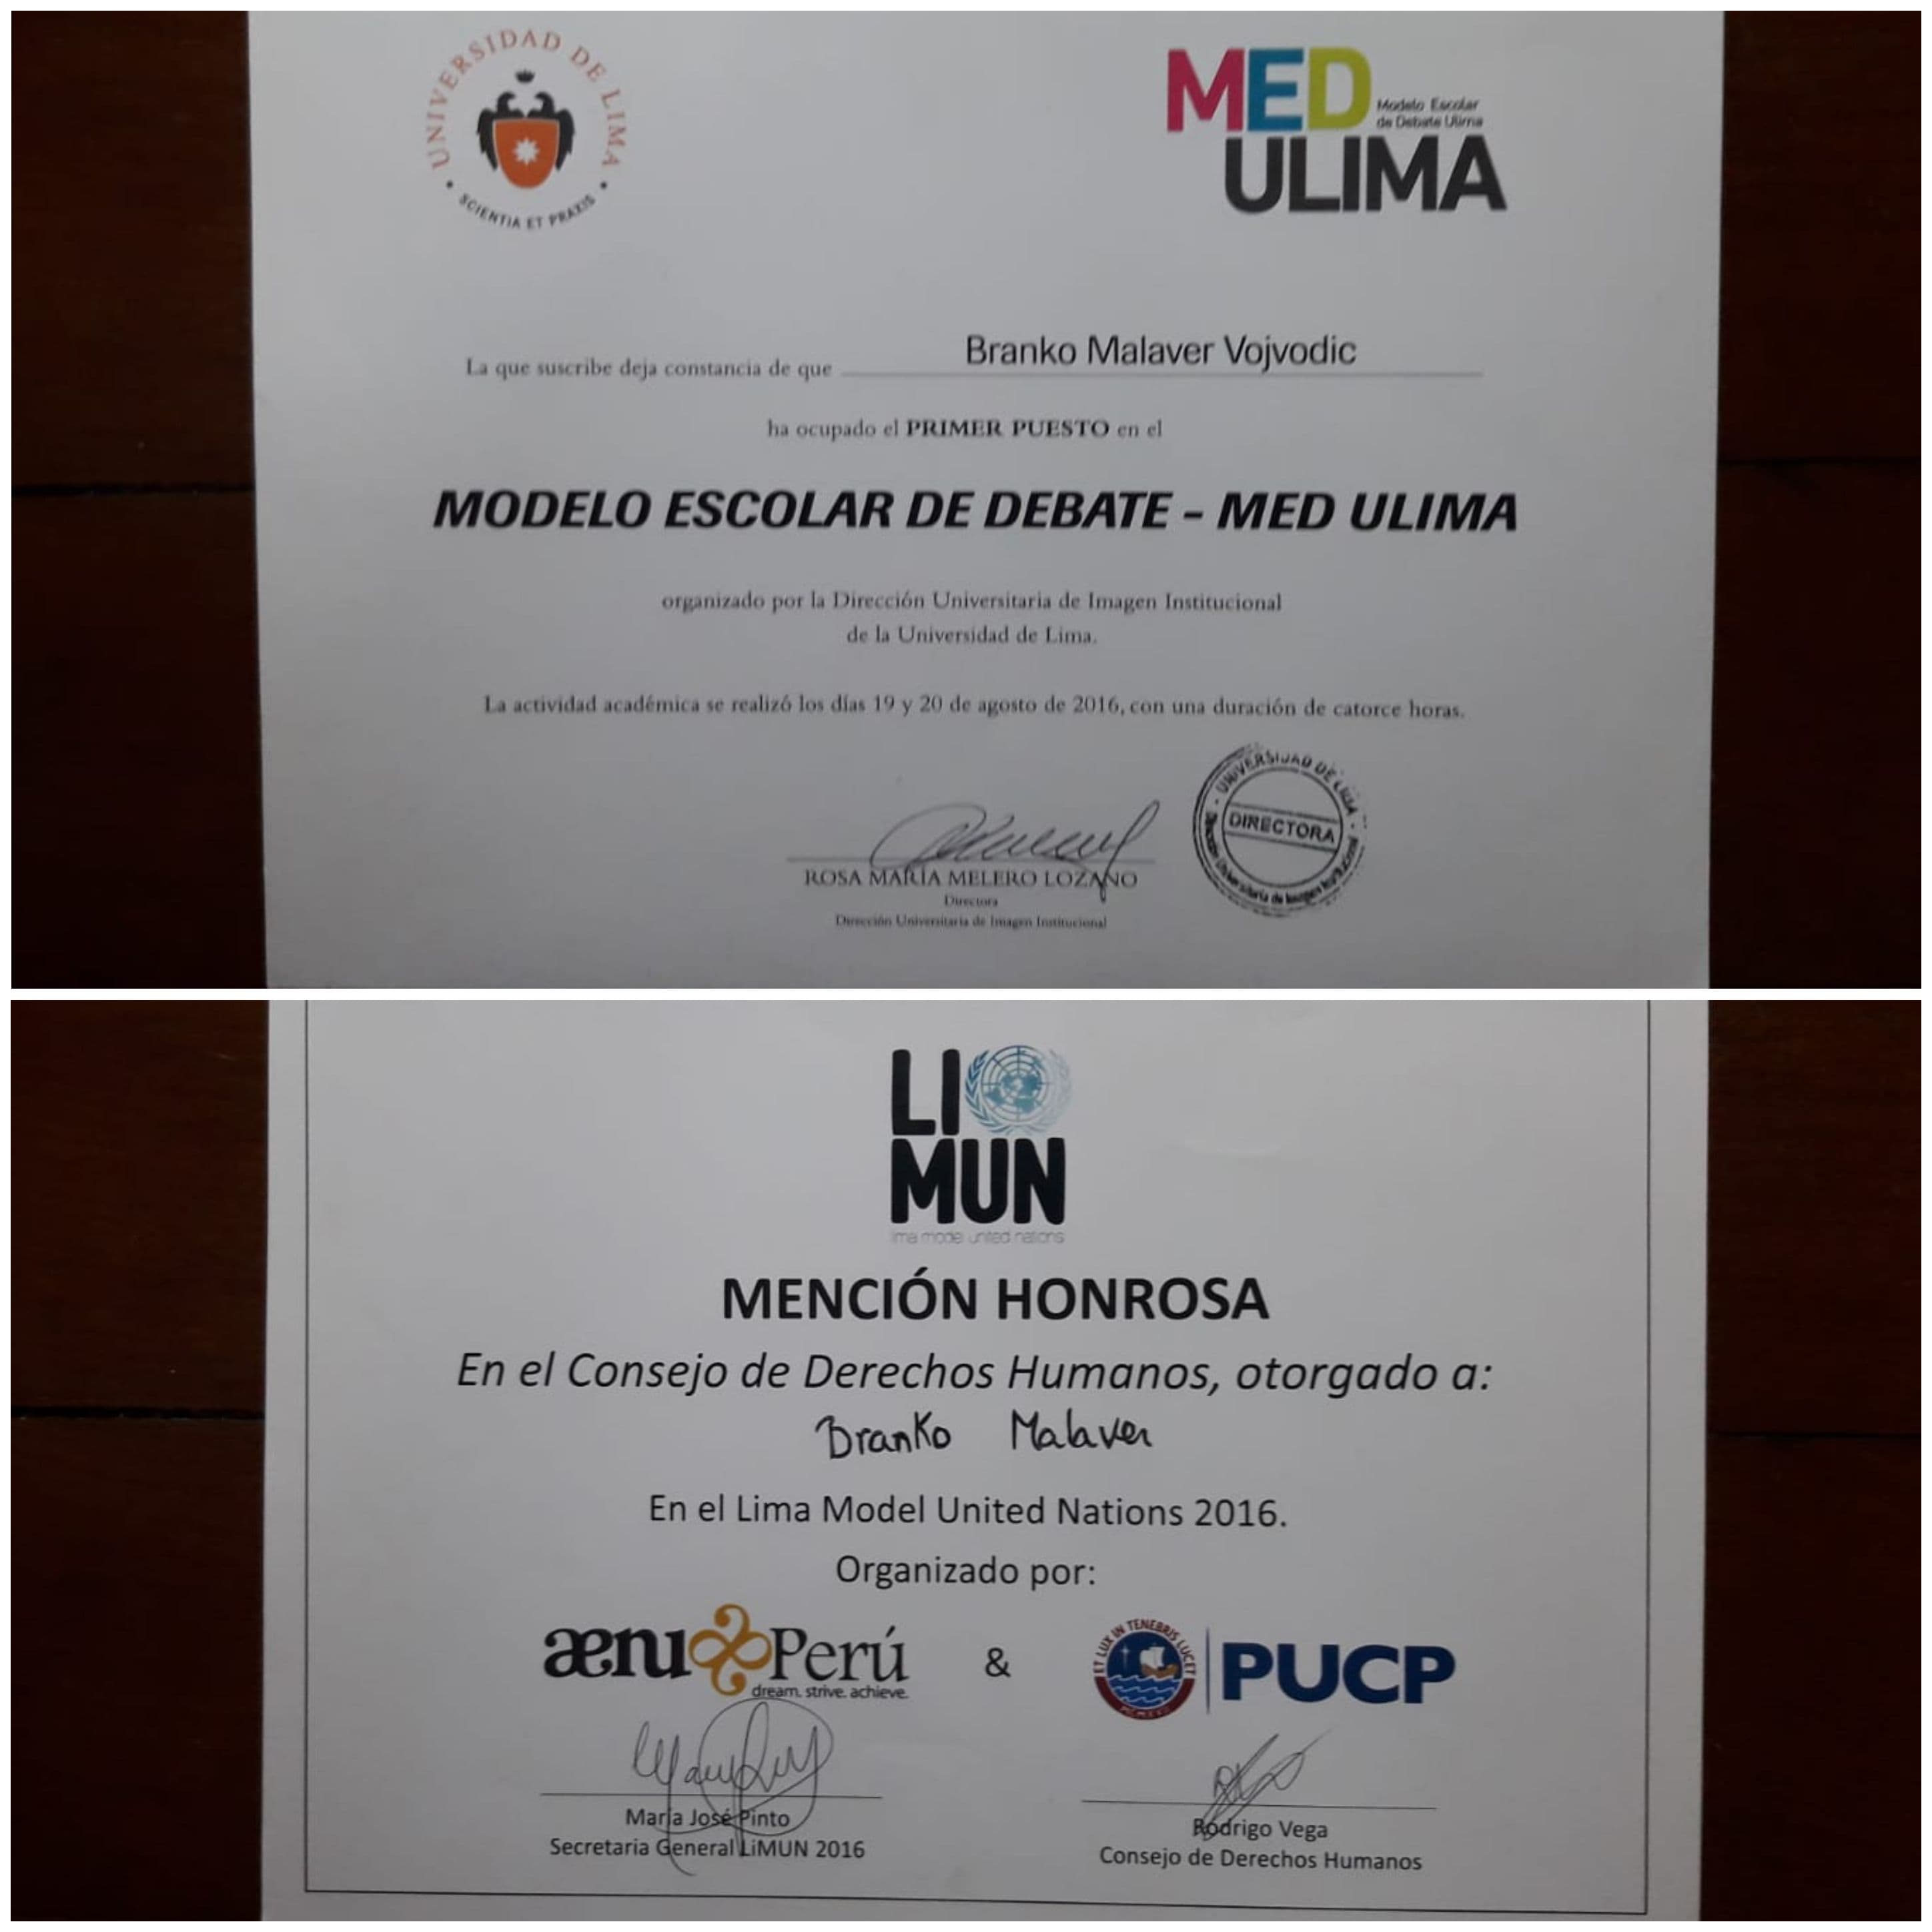 UNIVERSIDAD DE LIMA
SCIENTIA ET PRAXIS
MED
Modelo Escolar
de Debate Ulima
ULIMA
La que suscribe deja constancia de que Branko Malaver Vojvodic
ha ocupado el PRIMER PUESTO en el
MODELO ESCOLAR DE DEBATE - MED ULIMA
organizado por la Dirección Universitaria de Imagen Institucional
de la Universidad de Lima.
La actividad académica se realizó los días 19 y 20 de agosto de 2016, con una duración de catorce horas.
UNIVERSIDAD DE LIMA
DIRECTORA
Dirección Universitaria de Imagen Institucional
ROSA MARÍA MELERO LOZANO
Directora
Dirección Universitaria de Imagen Institucional
LI
MUN
lima model united nations
MENCIÓN HONROSA
En el Consejo de Derechos Humanos, otorgado a:
Branko Malaver
En el Lima Model United Nations 2016.
Organizado por:
ænu Perú
dream. strive. achieve.
&
ET LUX IN TENEBRIS LUCET
PUCP
María José Pinto
Secretaria General LiMUN 2016
Rodrigo Vega
Consejo de Derechos Humanos